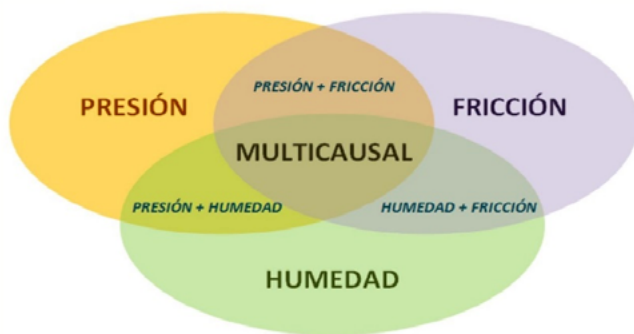 PRESIÓN + FRICCIÓN
PRESIÓN
FRICCIÓN
MULTICAUSAL
PRESIÓN + HUMEDAD
HUMEDAD + FRICCIÓN
HUMEDAD